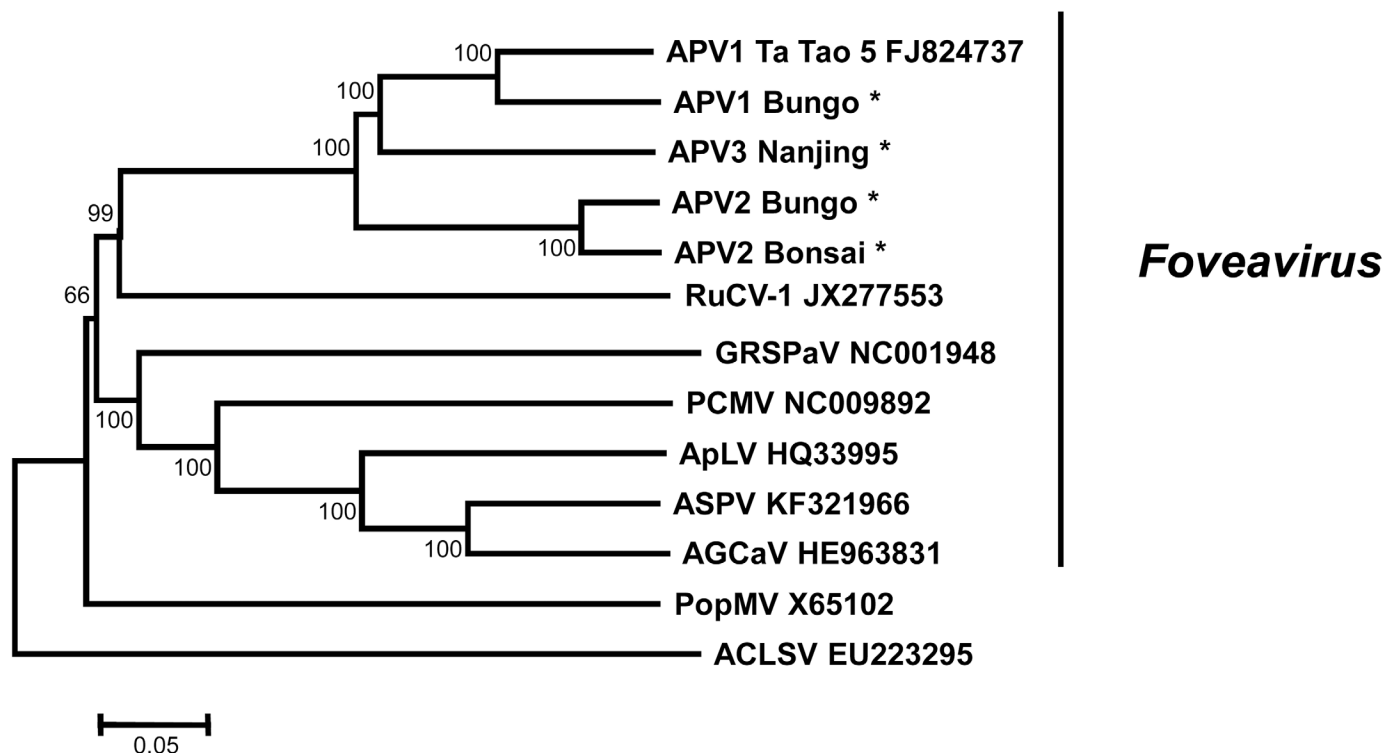 100
APV1 Ta Tao 5 FJ824737
100
APV1 Bungo *
100
APV3 Nanjing *
99
APV2 Bungo *
100
APV2 Bonsai *
Foveavirus
66
RuCV-1 JX277553
GRSPaV NC001948
100
PCMV NC009892
100
ApLV HQ33995
100
ASPV KF321966
100
AGCaV HE963831
PopMV X65102
ACLSV EU223295
0.05